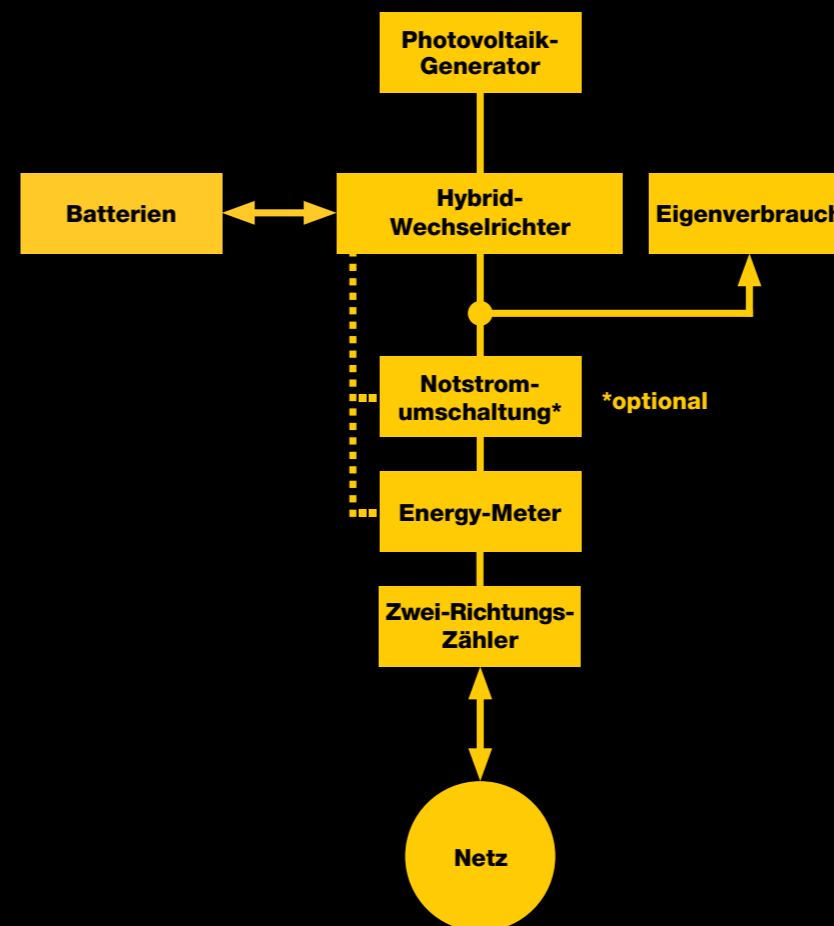 Photovoltaik-
Generator
Batterien
Hybrid-
Wechselrichter
Eigenverbrauch
Notstrom-
umschaltung*
*optional
Energy-Meter
Zwei-Richtungs-
Zähler
Netz